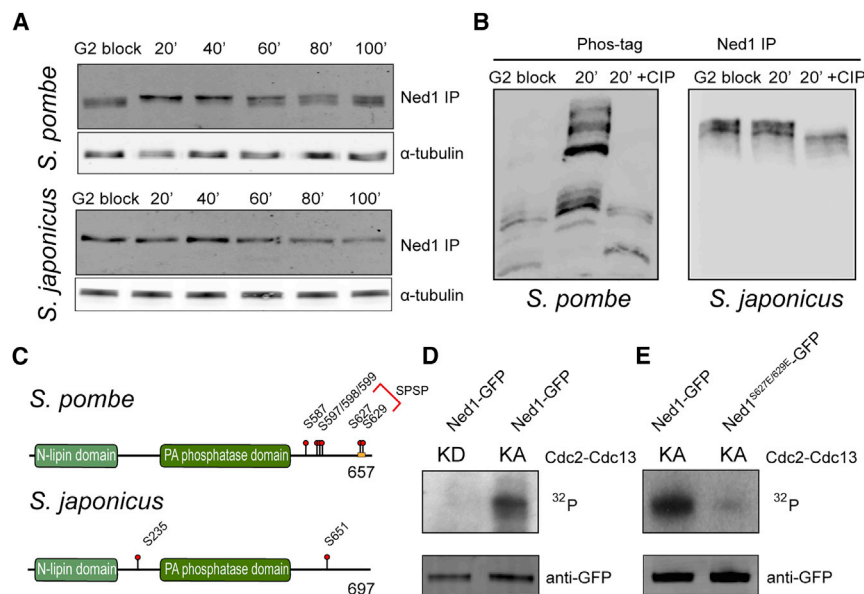 A
G2 block 20' 40' 60' 80' 100'
S. pombe
Ned1 IP
α-tubulin
G2 block 20' 40' 60' 80' 100'
S. japonicus
Ned1 IP
α-tubulin
B
Phos-tag Ned1 IP
G2 block 20' 20' +CIP G2 block 20' 20' +CIP
S. pombe S. japonicus
C
S. pombe
S587
S597/598/599
S627
S629
SPSP
N-lipin domain PA phosphatase domain
657
S. japonicus
S235
S651
N-lipin domain PA phosphatase domain
697
D
Ned1-GFP Ned1-GFP
KD KA Cdc2-Cdc13
32P
anti-GFP
E
Ned1-GFP Ned1S627E/629E-GFP
KA KA Cdc2-Cdc13
32P
anti-GFP